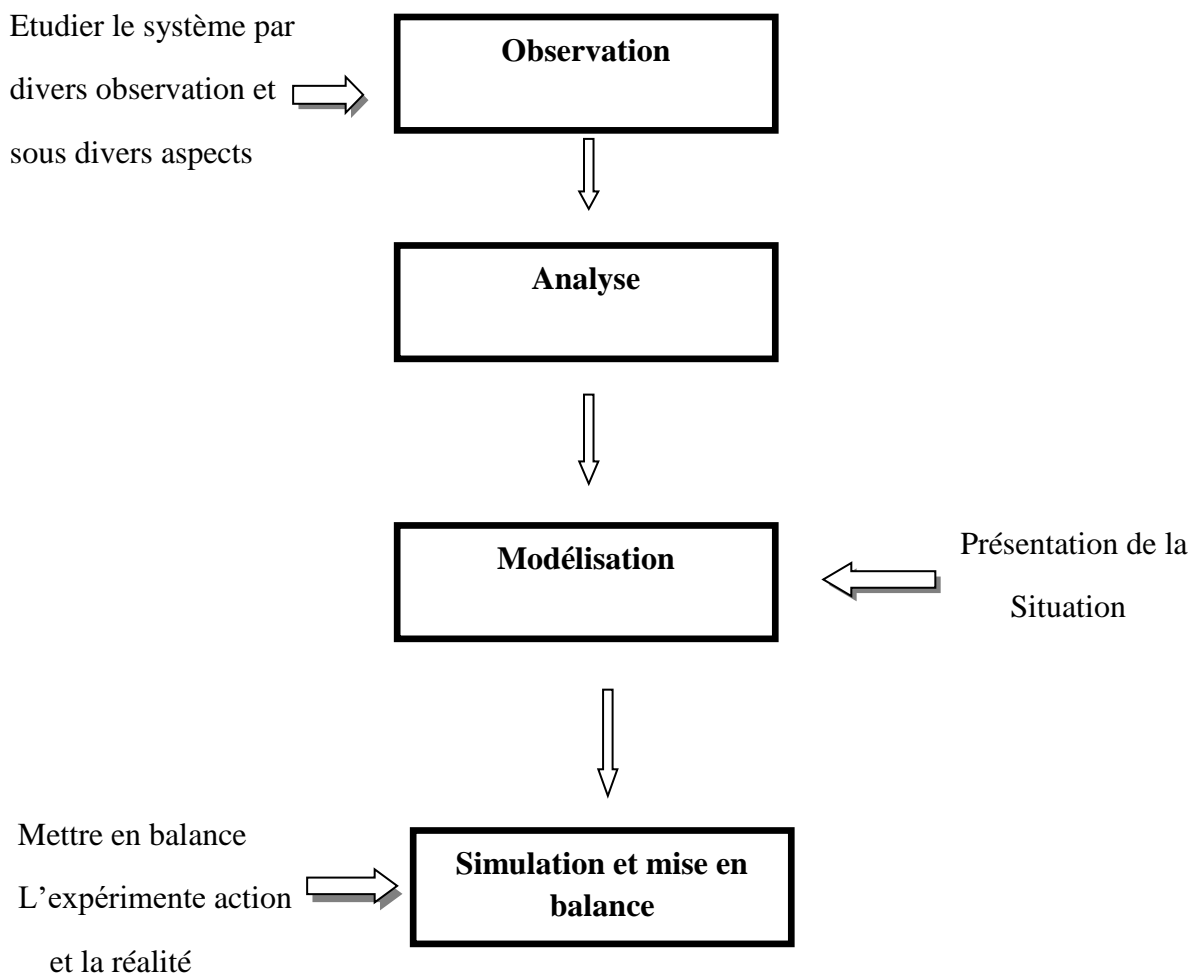 Etudier le système par
divers observation et
sous divers aspects
Observation
Analyse
Modélisation
Présentation de la
Situation
Mettre en balance
L’expérimente action
et la réalité
Simulation et mise en
balance